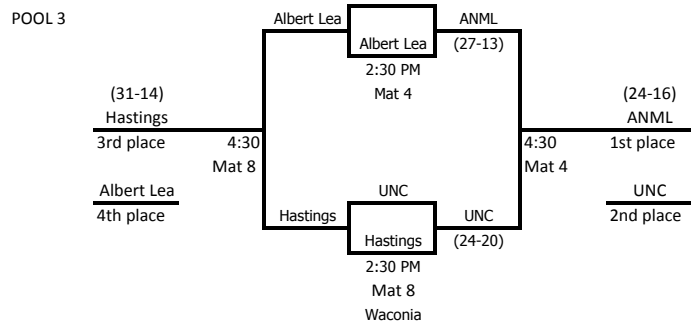 POOL 3
Albert Lea
ANML
Albert Lea
(27-13)
2:30 PM
Mat 4
(31-14)
(24-16)
Hastings
ANML
3rd place
4:30
4:30
1st place
Mat 8
Mat 4
Albert Lea
UNC
UNC
4th place
2nd place
Hastings
UNC
Hastings
(24-20)
2:30 PM
Mat 8
Waconia